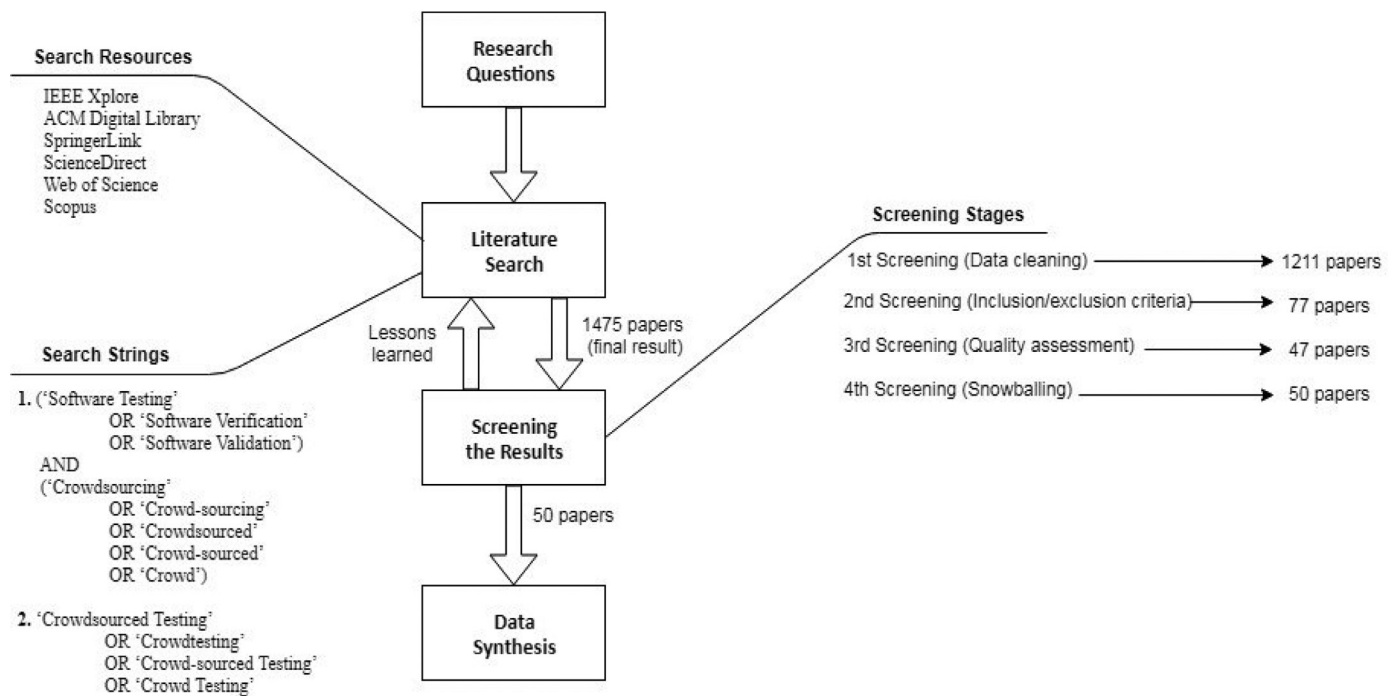 Search Resources
IEEE Xplore
ACM Digital Library
SpringerLink
ScienceDirect
Web of Science
Scopus
Search Strings
1. (‘Software Testing’
OR ‘Software Verification’
OR ‘Software Validation’)
AND
(‘Crowdsourcing’
OR ‘Crowd-sourcing’
OR ‘Crowdsourced’
OR ‘Crowd-sourced’
OR ‘Crowd’)
2. ‘Crowdsourced Testing’
OR ‘Crowdtesting’
OR ‘Crowd-sourced Testing’
OR ‘Crowd Testing’
Research
Questions
Literature
Search
Lessons
learned
1475 papers
(final result)
Screening
the Results
50 papers
Data
Synthesis
Screening Stages
1st Screening (Data cleaning) 1211 papers
2nd Screening (Inclusion/exclusion criteria) 77 papers
3rd Screening (Quality assessment) 47 papers
4th Screening (Snowballing) 50 papers